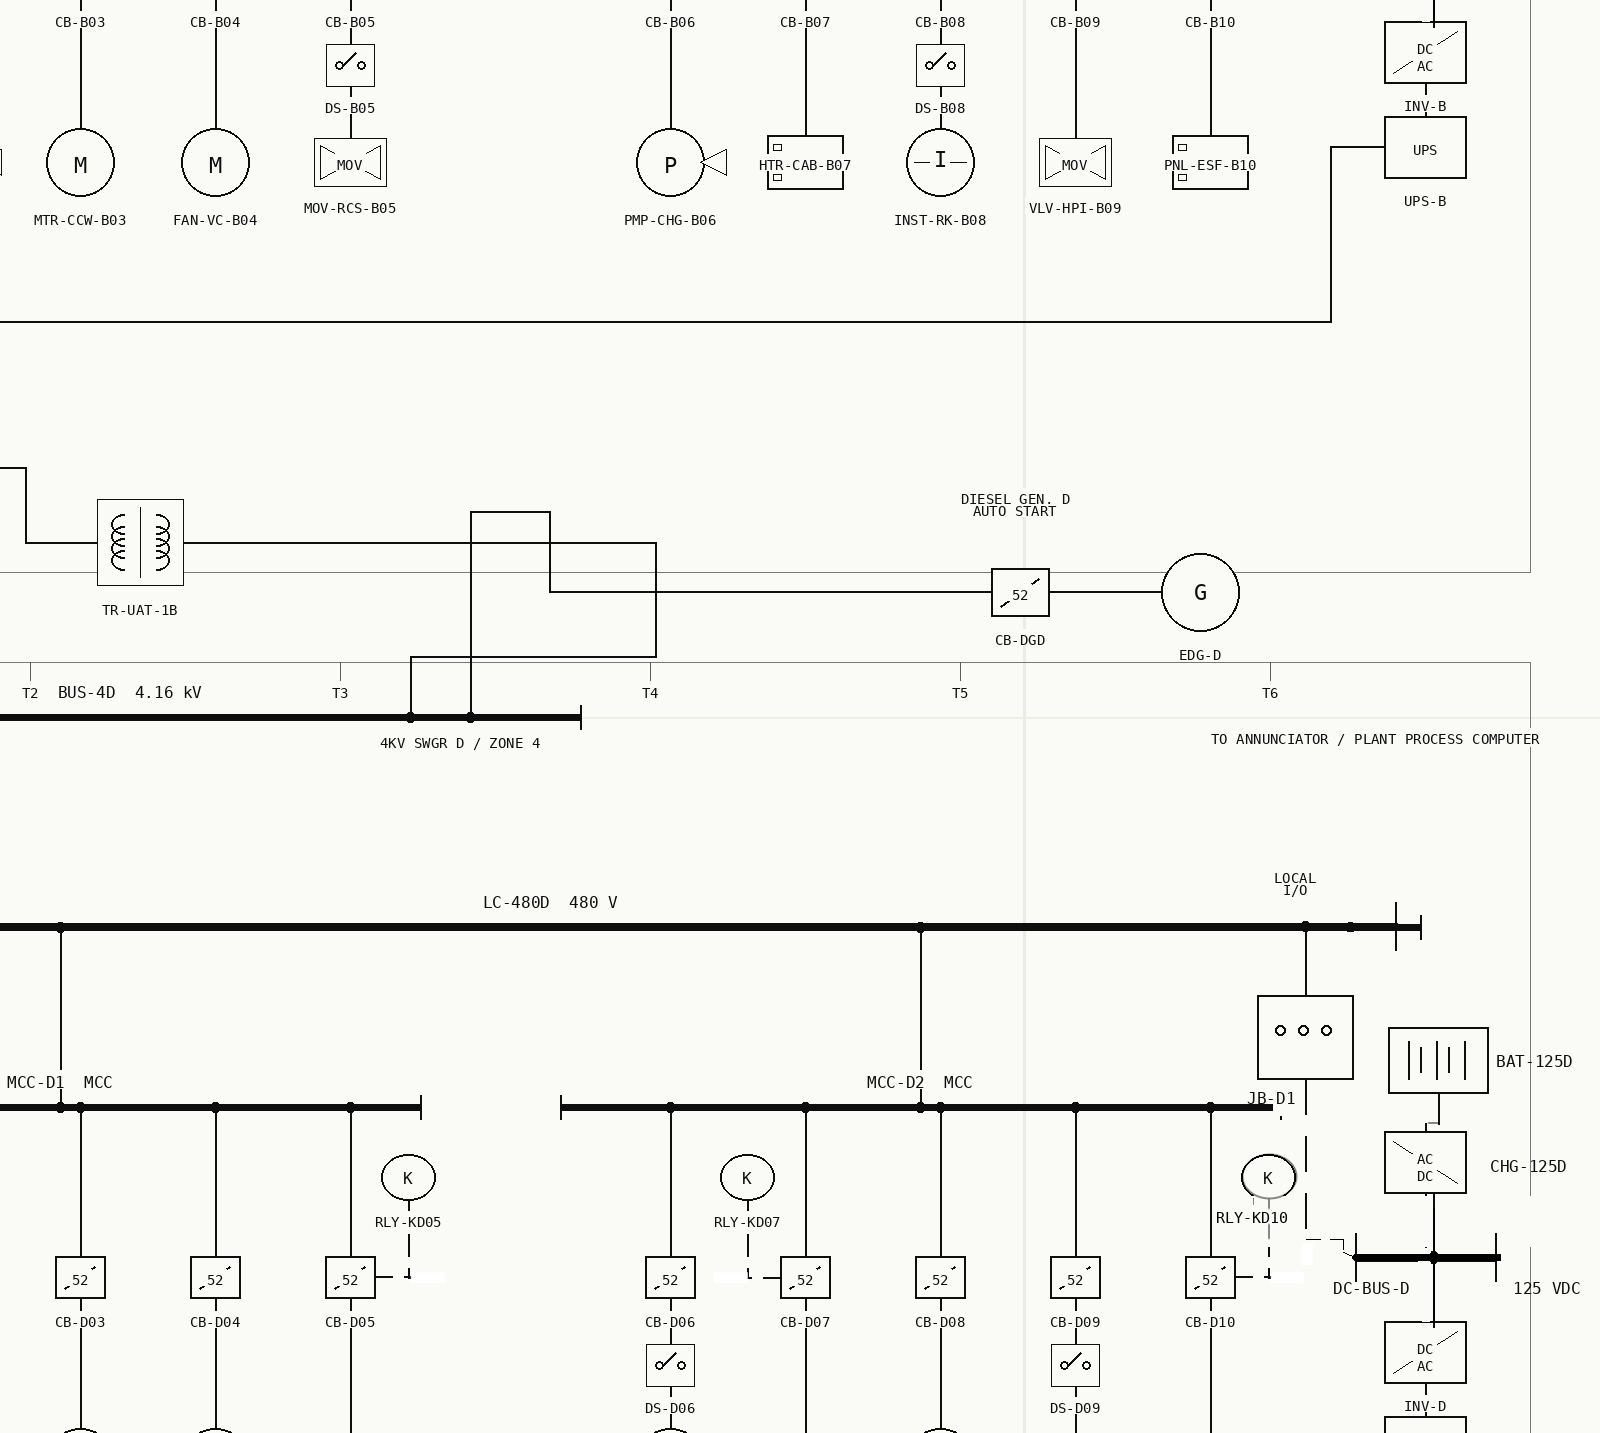 CB-B03
CB-B04
CB-B05
CB-B06
CB-B07
CB-B08
CB-B09
CB-B10
DC
AC
INV-B
DS-B05
DS-B08
M
M
MOV
P
HTR-CAB-B07
I
MOV
PNL-ESF-B10
UPS
MTR-CCW-B03
FAN-VC-B04
MOV-RCS-B05
PMP-CHG-B06
INST-RK-B08
VLV-HPI-B09
UPS-B
DIESEL GEN. D
AUTO START
52
G
TR-UAT-1B
CB-DGD
EDG-D
T2
BUS-4D 4.16 kV
T3
T4
T5
T6
4KV SWGR D / ZONE 4
TO ANNUNCIATOR / PLANT PROCESS COMPUTER
LOCAL
I/O
LC-480D 480 V
BAT-125D
MCC-D1 MCC
MCC-D2 MCC
JB-D1
AC
DC
CHG-125D
K
K
K
RLY-KD05
RLY-KD07
RLY-KD10
52
52
52
52
52
52
52
52
DC-BUS-D
125 VDC
CB-D03
CB-D04
CB-D05
CB-D06
CB-D07
CB-D08
CB-D09
CB-D10
DC
AC
INV-D
DS-D06
DS-D09